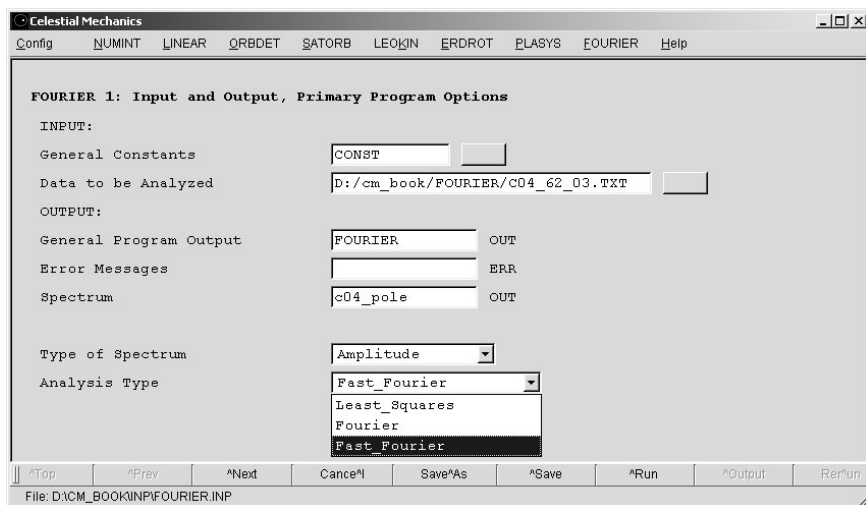 Celestial Mechanics
Config NUMINT LINEAR ORBDET SATORB LEOKIN ERDROT PLASYS FOURIER Help
FOURIER 1: Input and Output, Primary Program Options
INPUT:
General Constants CONST
Data to be Analyzed D:/cm_book/FOURIER/C04_62_03.TXT
OUTPUT:
General Program Output FOURIER OUT
Error Messages ERR
Spectrum c04_pole OUT
Type of Spectrum Amplitude
Analysis Type Fast_Fourier
Least_Squares
Fourier
Fast_Fourier
^Top ^Prev ^Next Cance^l Save^As ^Save ^Run ^Output Rer^un
File: D:\CM_BOOK\INP\FOURIER.INP